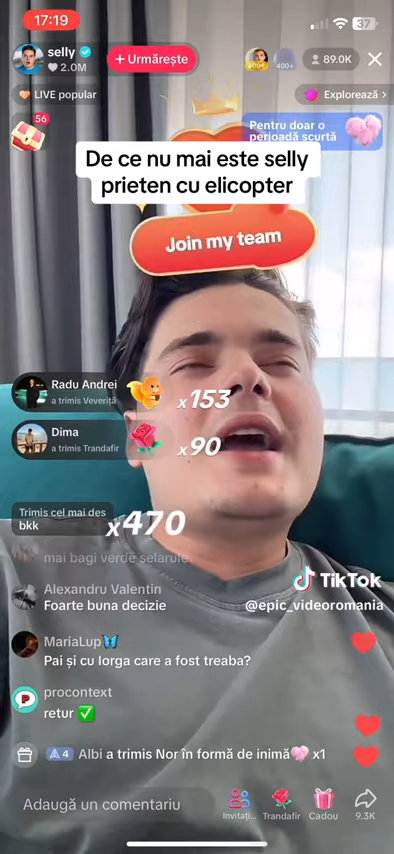 17:19
37
selly
2.0M
+ Urmărește
400+
89.0K
LIVE popular
Explorează >
56
Pentru doar o
perioadă scurtă
De ce nu mai este selly
prieten cu elicopter
Join my team
Radu Andrei
a trimis Veveriță
x153
Dima
a trimis Trandafir
x90
Trimis cel mai des
bkk
x470
mai bagi verde selarule
Alexandru Valentin
Foarte buna decizie
TikTok
@epic_videoromania
MariaLup
Pai și cu Iorga care a fost treaba?
procontext
retur ✅
4 Albi a trimis Nor în formă de inimă x1
Adaugă un comentariu
Invitați...
Trandafir
Cadou
9.3K